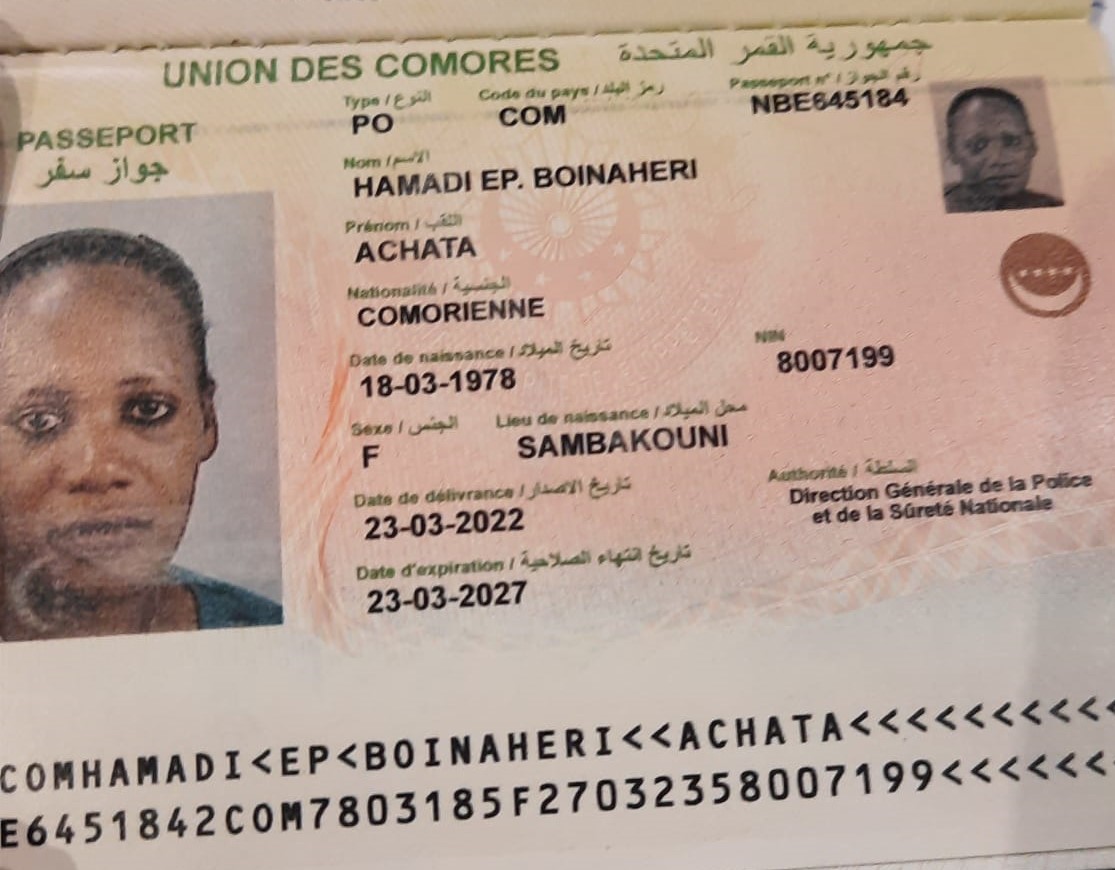 UNION DES COMORES جمهورية القمر المتحدة
PASSEPORT
جواز سفر
Type / النوع
PO
Code du pays / رمز البلد
COM
Passeport n° / رقم الجواز
NBE645184
Nom / الاسم
HAMADI EP. BOINAHERI
Prénom / اللقب
ACHATA
Nationalité / الجنسية
COMORIENNE
Date de naissance / تاريخ الميلاد
18-03-1978
NIN
8007199
Sexe / الجنس
F
Lieu de naissance / محل الميلاد
SAMBAKOUNI
Date de délivrance / تاريخ الاصدار
23-03-2022
Authorité / السلطة
Direction Générale de la Police
et de la Sûreté Nationale
Date d'expiration / تاريخ انتهاء الصلاحية
23-03-2027
COMHAMADI<EP<BOINAHERI<<ACHATA<<<<<<<<<<
E6451842COM7803185F27032358007199<<<<<<